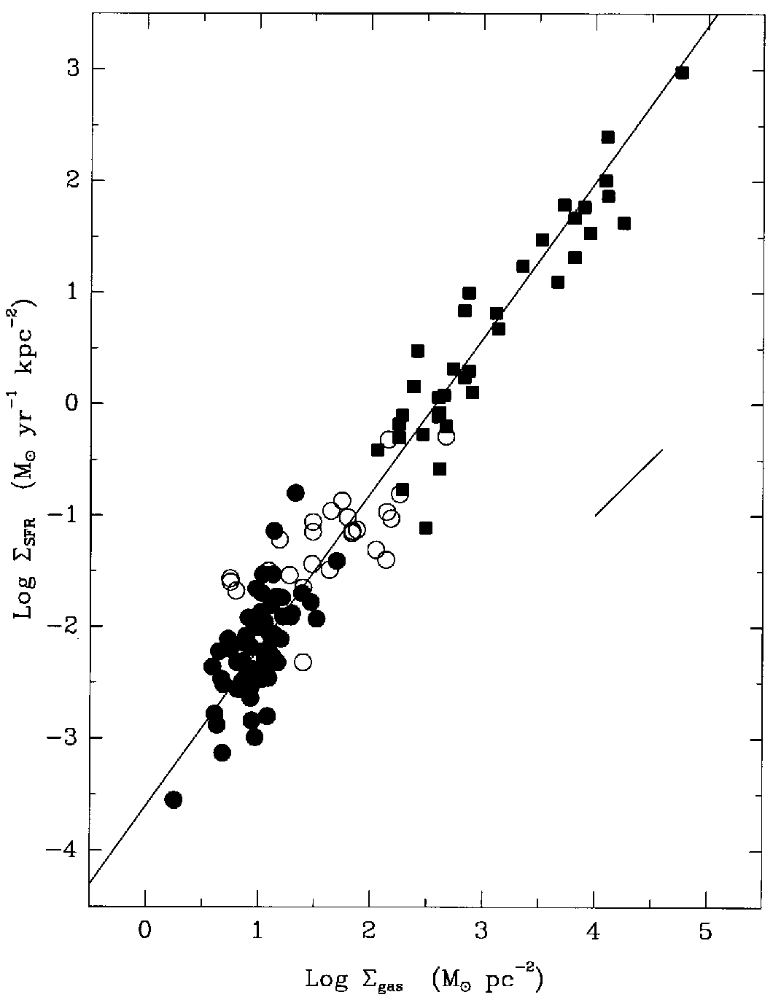 3
2
1
0
−1
−2
−3
−4
Log Σ_SFR (M_⊙ yr^−1 kpc^−2)
0 1 2 3 4 5
Log Σ_gas (M_⊙ pc^−2)